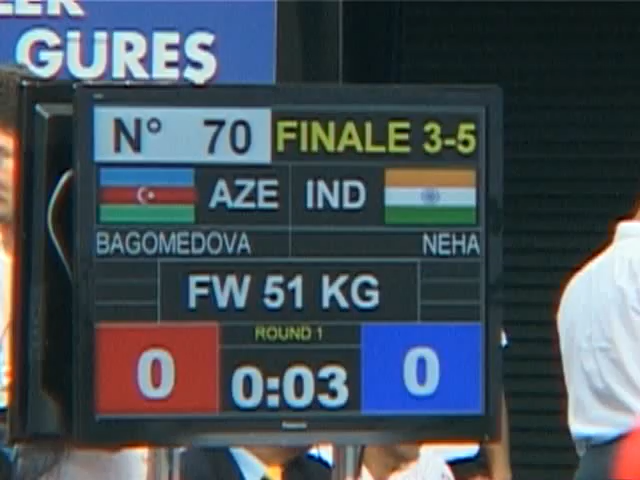 GURES
N° 70 FINALE 3-5
AZE IND
BAGOMEDOVA NEHA
FW 51 KG
ROUND 1
0 0:03 0